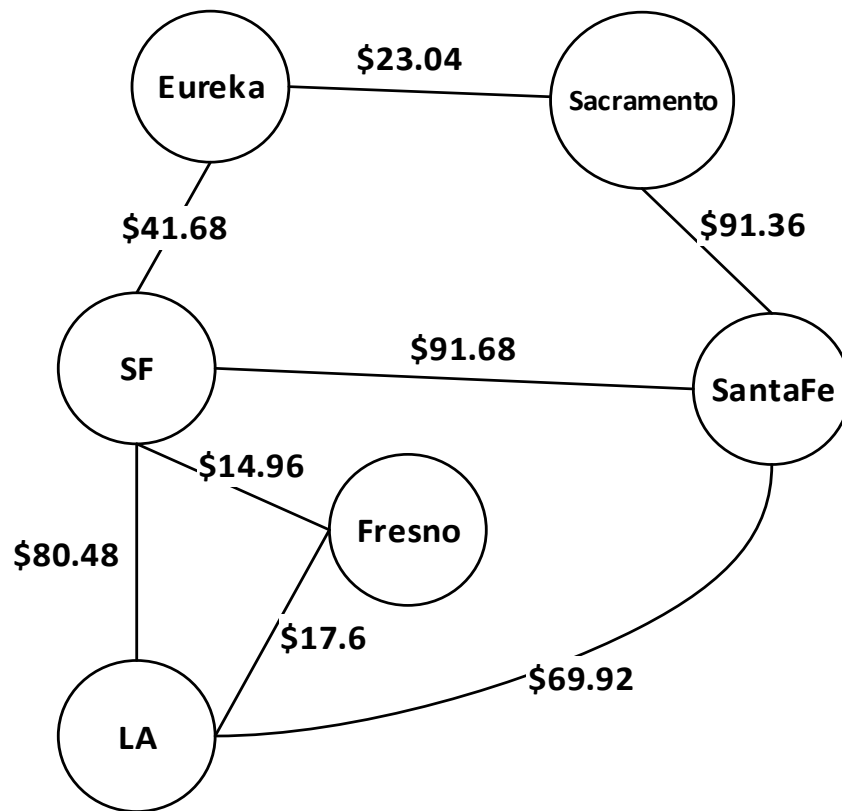 $23.04
Eureka
Sacramento
$41.68
$91.36
$91.68
SF
SantaFe
$14.96
Fresno
$80.48
$17.6
$69.92
LA